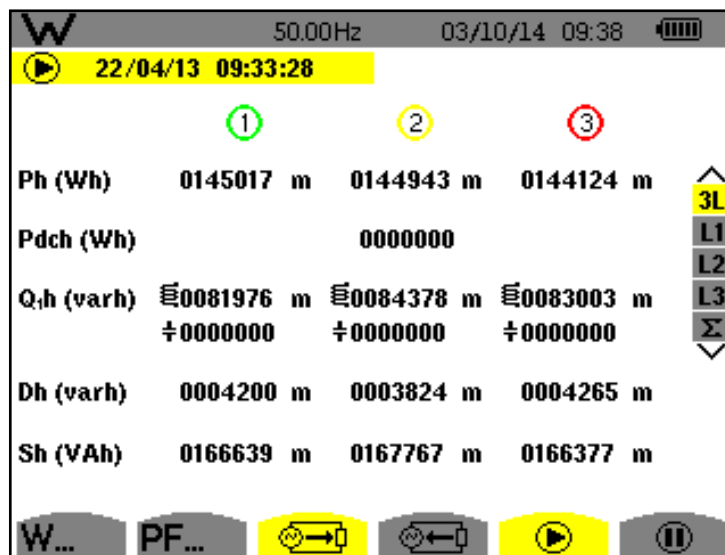 W 50.00Hz 03/10/14 09:38
22/04/13 09:33:28
1 2 3
Ph (Wh) 0145017 m 0144943 m 0144124 m
3L
Pdch (Wh) 0000000
L1
L2
Q₁h (varh) 0081976 m 0084378 m 0083003 m
L3
0000000 0000000 0000000
Σ
Dh (varh) 0004200 m 0003824 m 0004265 m
Sh (VAh) 0166639 m 0167767 m 0166377 m
W... PF...